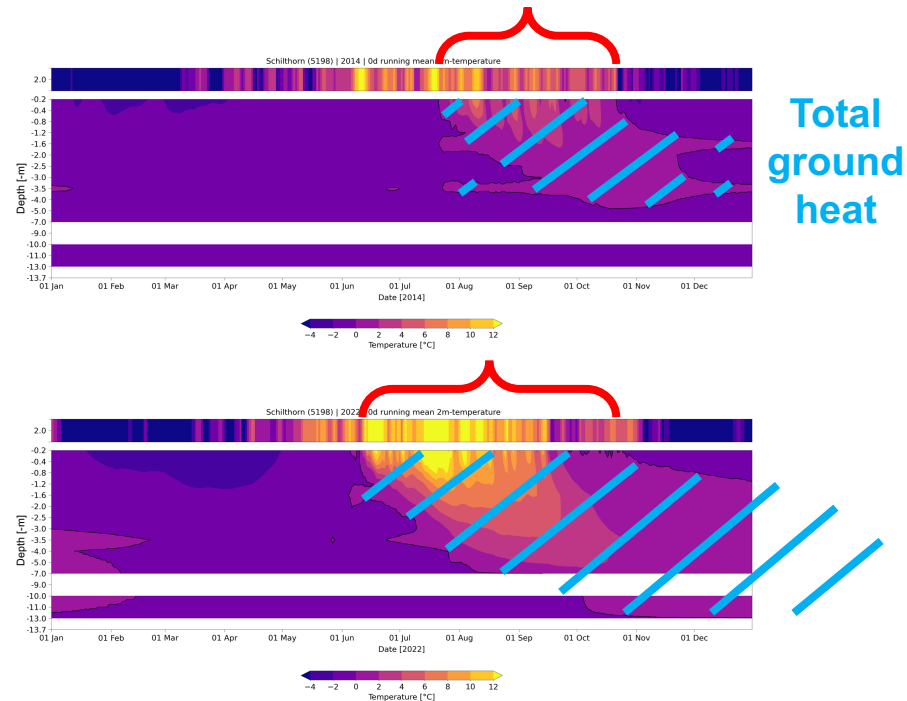 Schilthorn (5198) | 2014 | 0d running mean 2m-temperature
2.0
-0.2
-0.4
-0.8
-1.2
-1.6
-2.0
-2.5
-3.0
-3.5
-4.0
-5.0
-7.0
-9.0
-10.0
-11.0
-13.0
-13.7
Depth [-m]
01 Jan 01 Feb 01 Mar 01 Apr 01 May 01 Jun 01 Jul 01 Aug 01 Sep 01 Oct 01 Nov 01 Dec
Date [2014]
−4 −2 0 2 4 6 8 10 12
Temperature [°C]
Total
ground
heat
Schilthorn (5198) | 2022 | 0d running mean 2m-temperature
2.0
-0.2
-0.4
-0.8
-1.2
-1.6
-2.0
-2.5
-3.0
-3.5
-4.0
-5.0
-7.0
-9.0
-10.0
-11.0
-13.0
-13.7
Depth [-m]
01 Jan 01 Feb 01 Mar 01 Apr 01 May 01 Jun 01 Jul 01 Aug 01 Sep 01 Oct 01 Nov 01 Dec
Date [2022]
−4 −2 0 2 4 6 8 10 12
Temperature [°C]